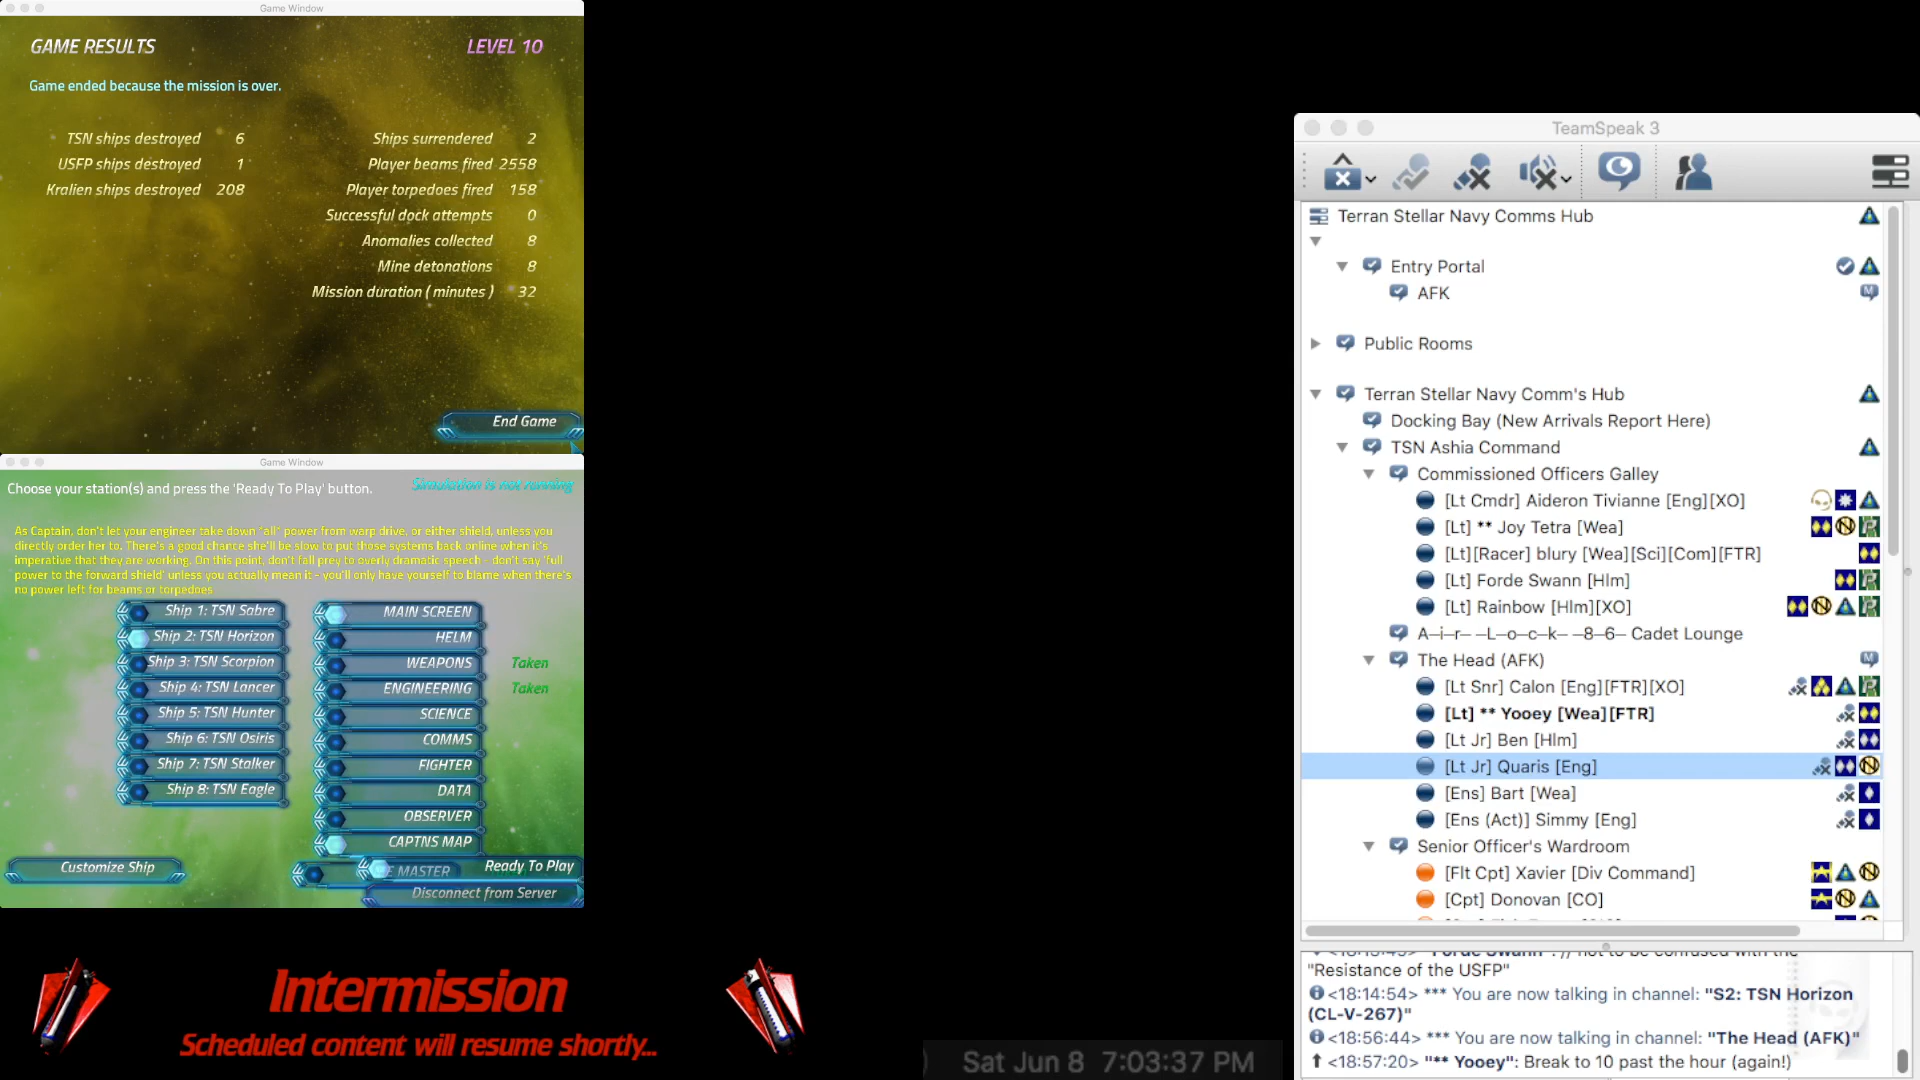 Game Window
GAME RESULTS
LEVEL 10
Game ended because the mission is over.
TSN ships destroyed 6
USFP ships destroyed 1
Kralien ships destroyed 208
Ships surrendered 2
Player beams fired 2558
Player torpedoes fired 158
Successful dock attempts 0
Anomalies collected 8
Mine detonations 8
Mission duration ( minutes ) 32
End Game
Game Window
Choose your station(s) and press the 'Ready To Play' button.
Simulation is not running
As Captain, don't let your engineer take down "all" power from warp drive, or either shield, unless you
directly order her to. There's a good chance she'll be slow to put those systems back online when it's
imperative that they are working. On this point, don't fall prey to overly dramatic speech - don't say 'full
power to the forward shield' unless you actually mean it - you'll only have yourself to blame when there's
no power left for beams or torpedoes
Ship 1: TSN Sabre
Ship 2: TSN Horizon
Ship 3: TSN Scorpion
Ship 4: TSN Lancer
Ship 5: TSN Hunter
Ship 6: TSN Osiris
Ship 7: TSN Stalker
Ship 8: TSN Eagle
MAIN SCREEN
HELM
WEAPONS Taken
ENGINEERING Taken
SCIENCE
COMMS
FIGHTER
DATA
OBSERVER
CAPTNS MAP
MASTER
Customize Ship
Ready To Play
Disconnect from Server
Intermission
Scheduled content will resume shortly...
Sat Jun 8 7:03:37 PM
TeamSpeak 3
Terran Stellar Navy Comms Hub
Entry Portal
AFK
Public Rooms
Terran Stellar Navy Comm's Hub
Docking Bay (New Arrivals Report Here)
TSN Ashia Command
Commissioned Officers Galley
[Lt Cmdr] Aideron Tivianne [Eng][XO]
[Lt] ** Joy Tetra [Wea]
[Lt][Racer] blury [Wea][Sci][Com][FTR]
[Lt] Forde Swann [Hlm]
[Lt] Rainbow [Hlm][XO]
A–i–r– –L–o–c–k– –8–6– Cadet Lounge
The Head (AFK)
[Lt Snr] Calon [Eng][FTR][XO]
[Lt] ** Yooey [Wea][FTR]
[Lt Jr] Ben [Hlm]
[Lt Jr] Quaris [Eng]
[Ens] Bart [Wea]
[Ens (Act)] Simmy [Eng]
Senior Officer's Wardroom
[Flt Cpt] Xavier [Div Command]
[Cpt] Donovan [CO]
"Resistance of the USFP"
<18:14:54> *** You are now talking in channel: "S2: TSN Horizon
(CL-V-267)"
<18:56:44> *** You are now talking in channel: "The Head (AFK)"
<18:57:20> "** Yooey": Break to 10 past the hour (again!)